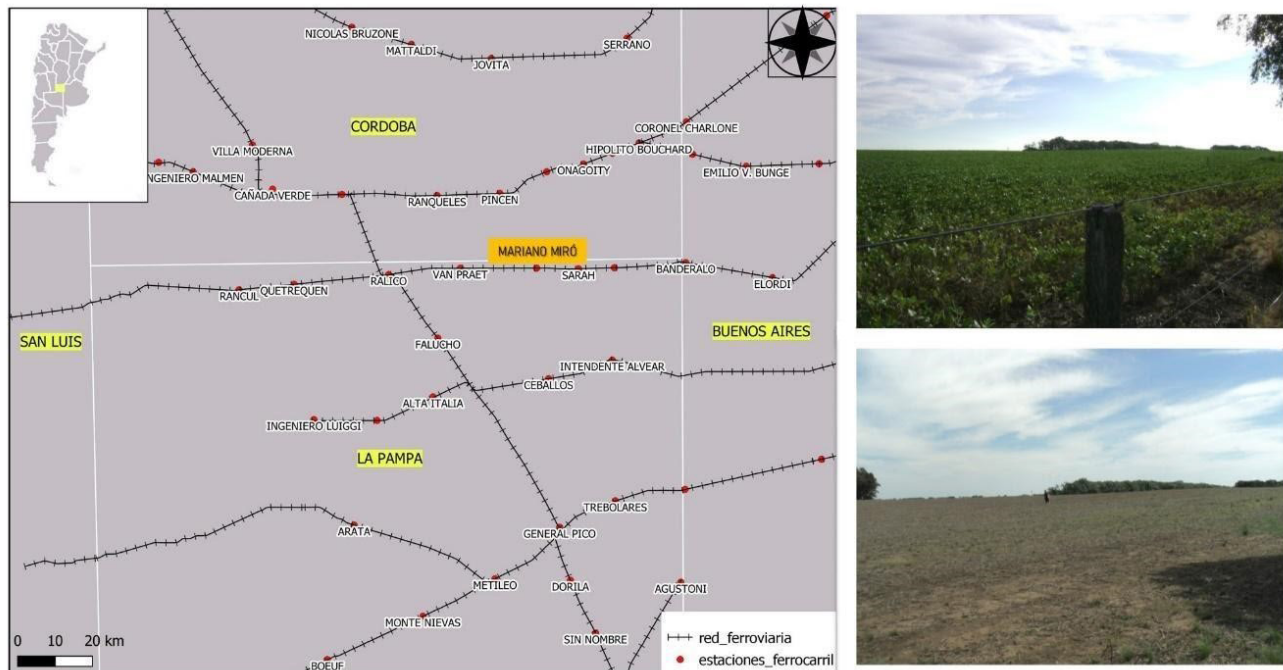 NICOLAS BRUZONE
MATTALDI
JOVITA
SERRANO
CORDOBA
CORONEL CHARLONE
VILLA MODERNA
HIPOLITO BOUCHARD
INGENIERO MALMEN
ONAGOITY
EMILIO V. BUNGE
CAÑADA VERDE
RANQUELES
PINCEN
MARIANO MIRÓ
VAN PRAET
SARAH
BANDERALO
RALICO
ELORDI
RANCUL
QUETREQUEN
SAN LUIS
BUENOS AIRES
FALUCHO
INTENDENTE ALVEAR
CEBALLOS
ALTA ITALIA
INGENIERO LUIGGI
LA PAMPA
TREBOLARES
ARATA
GENERAL PICO
METILEO
DORILA
AGUSTONI
MONTE NIEVAS
SIN NOMBRE
BOEUF
0 10 20 km
red_ferroviaria
estaciones_ferrocarril